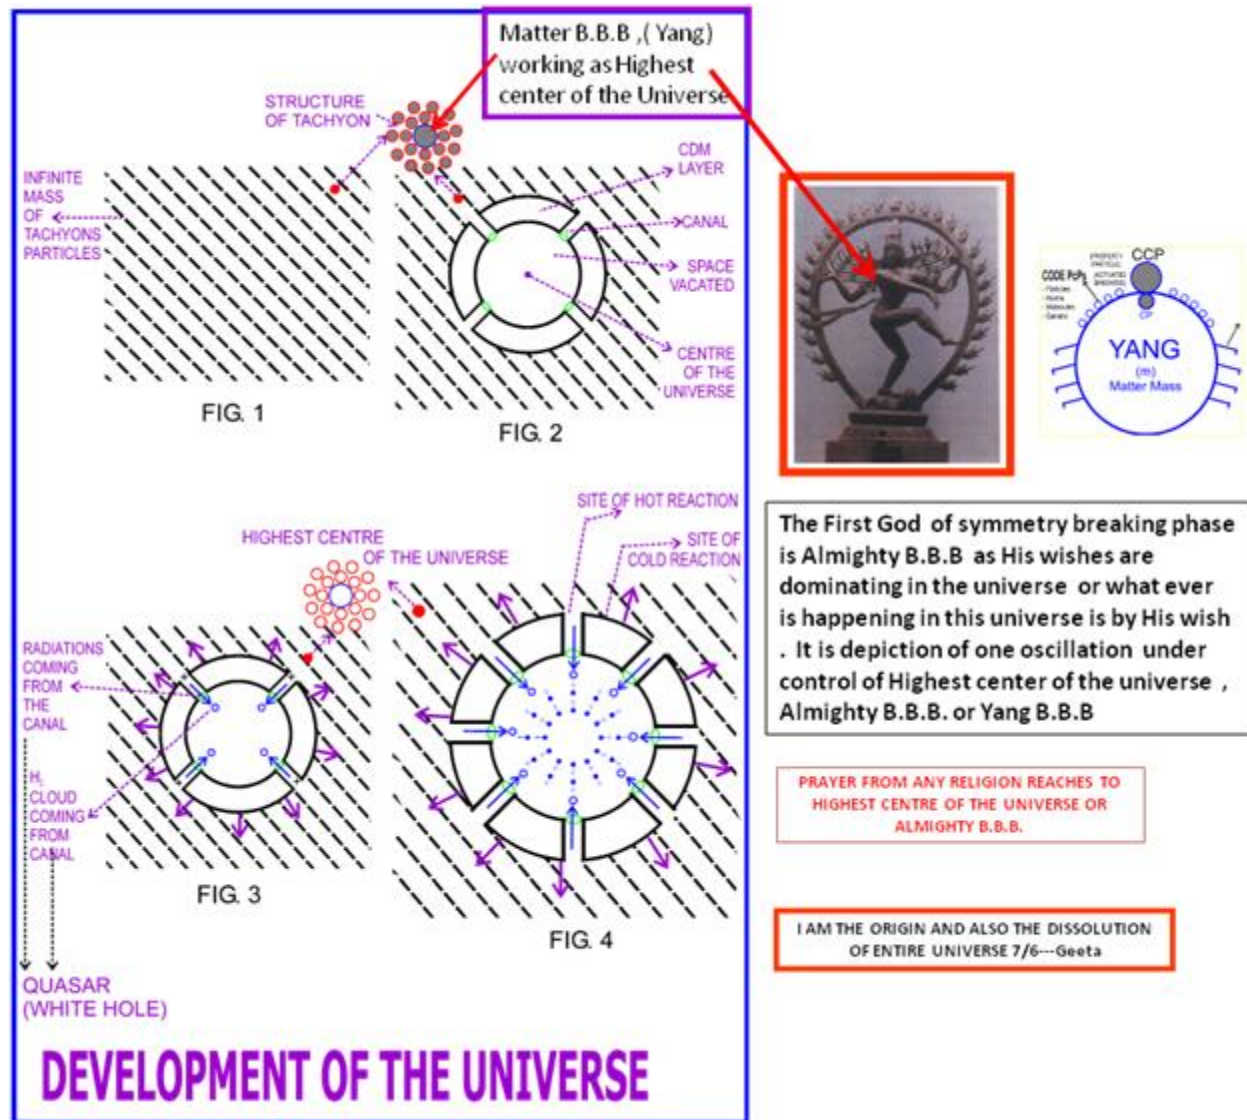 Matter B.B.B ,( Yang)
working as Highest
center of the Universe
STRUCTURE
OF TACHYON
INFINITE
MASS
OF
TACHYONS
PARTICLES
FIG. 1
CDM
LAYER
CANAL
SPACE
VACATED
CENTRE
OF THE
UNIVERSE
FIG. 2
CCP
CODE PcPs
CP
YANG
(m)
Matter Mass
HIGHEST CENTRE
OF THE UNIVERSE
RADIATIONS
COMING
FROM
THE
CANAL
H,
CLOUD
COMING
FROM
CANAL
FIG. 3
QUASAR
(WHITE HOLE)
SITE OF HOT REACTION
SITE OF
COLD REACTION
FIG. 4
DEVELOPMENT OF THE UNIVERSE
The First God of symmetry breaking phase
is Almighty B.B.B as His wishes are
dominating in the universe or what ever
is happening in this universe is by His wish
. It is depiction of one oscillation under
control of Highest center of the universe ,
Almighty B.B.B. or Yang B.B.B
PRAYER FROM ANY RELIGION REACHES TO
HIGHEST CENTRE OF THE UNIVERSE OR
ALMIGHTY B.B.B.
I AM THE ORIGIN AND ALSO THE DISSOLUTION
OF ENTIRE UNIVERSE 7/6---Geeta